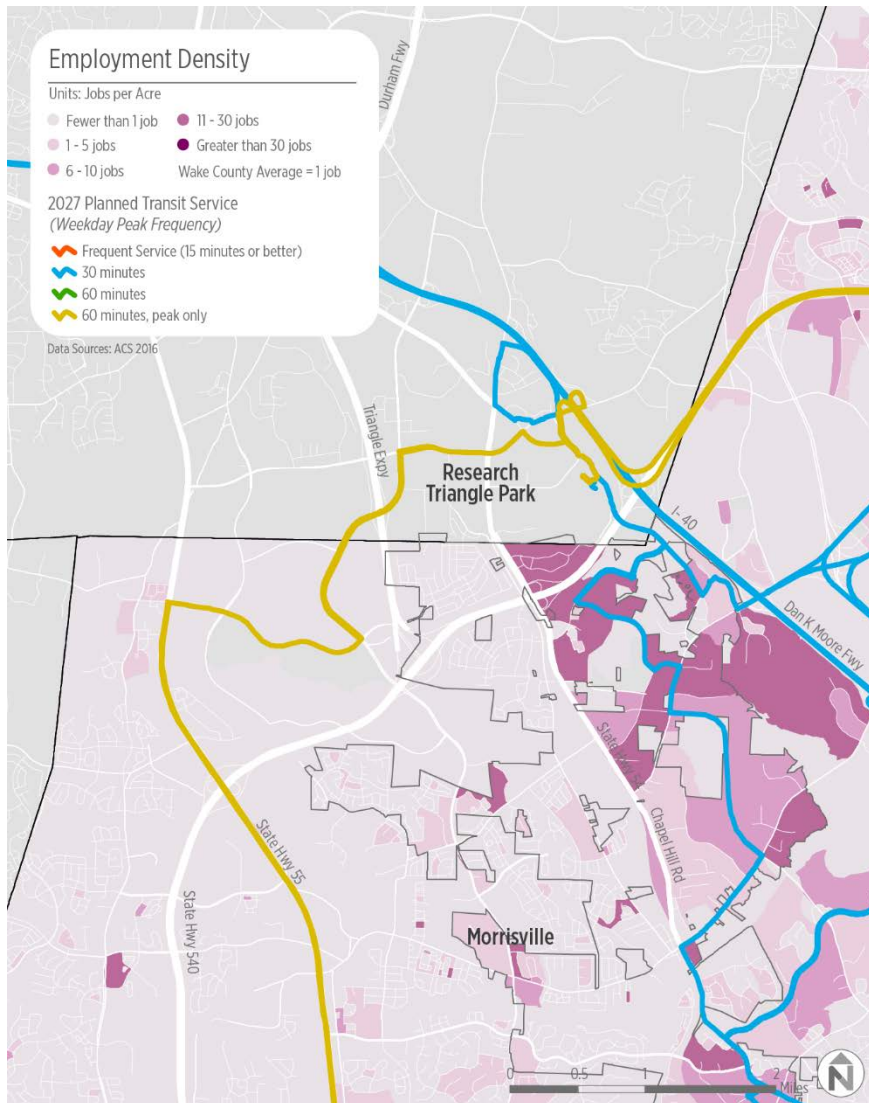 Employment Density
Units: Jobs per Acre
Fewer than 1 job
1 - 5 jobs
6 - 10 jobs
11 - 30 jobs
Greater than 30 jobs
Wake County Average = 1 job
2027 Planned Transit Service
(Weekday Peak Frequency)
Frequent Service (15 minutes or better)
30 minutes
60 minutes
60 minutes, peak only
Data Sources: ACS 2016
Durham Fwy
Triangle Expy
Research
Triangle Park
I- 40
Dan K Moore Fwy
State Hwy 54
Chapel Hill Rd
State Hwy 55
State Hwy 540
Morrisville
0 0.5 1 2
Miles
N